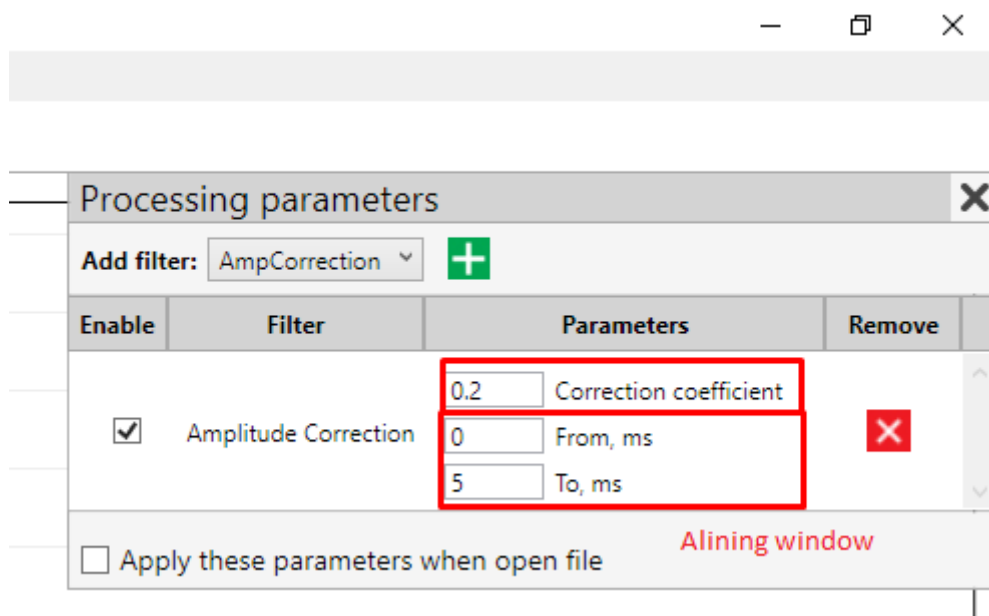 Processing parameters
Add filter: AmpCorrection
Enable Filter Parameters Remove
0.2 Correction coefficient
Amplitude Correction 0 From, ms
5 To, ms
Alining window
Apply these parameters when open file